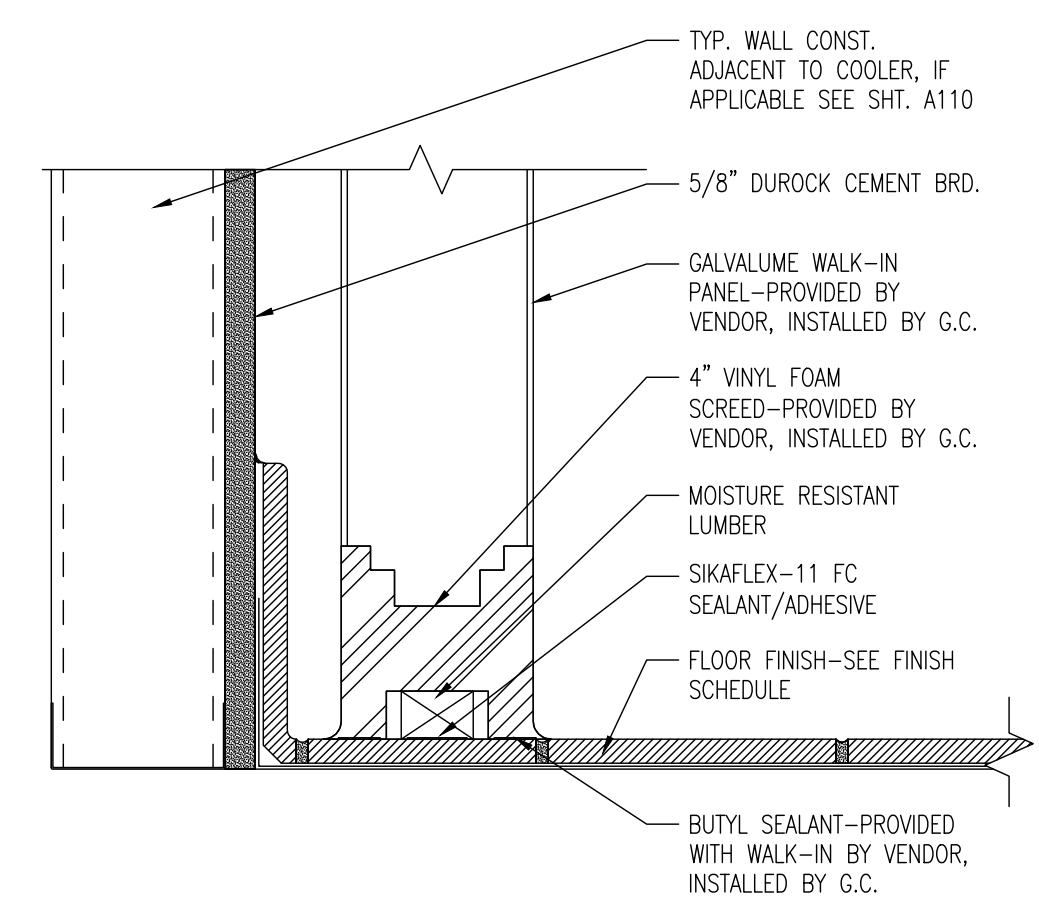 TYP. WALL CONST.
ADJACENT TO COOLER, IF
APPLICABLE SEE SHT. A110
5/8" DUROCK CEMENT BRD.
GALVALUME WALK-IN
PANEL-PROVIDED BY
VENDOR, INSTALLED BY G.C.
4" VINYL FOAM
SCREED-PROVIDED BY
VENDOR, INSTALLED BY G.C.
MOISTURE RESISTANT
LUMBER
SIKAFLEX-11 FC
SEALANT/ADHESIVE
FLOOR FINISH-SEE FINISH
SCHEDULE
BUTYL SEALANT-PROVIDED
WITH WALK-IN BY VENDOR,
INSTALLED BY G.C.